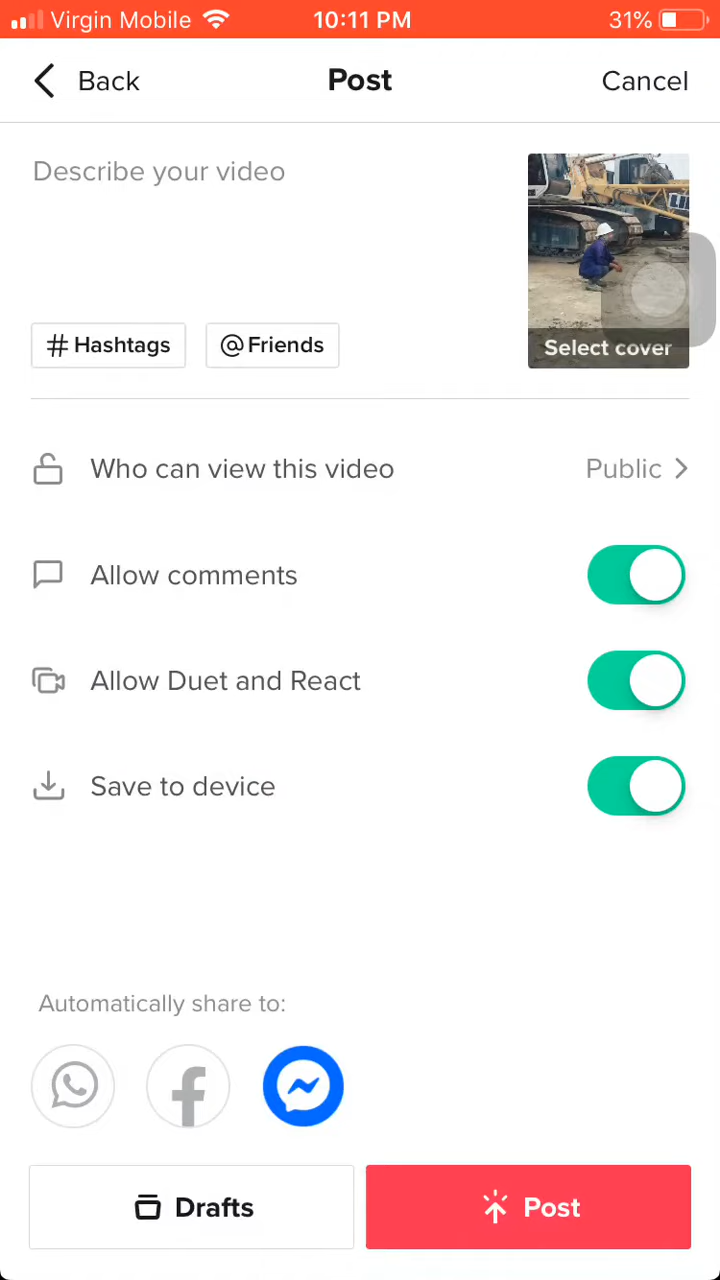 Virgin Mobile 10:11 PM 31%
Back Post Cancel
Describe your video
# Hashtags @ Friends
Select cover
Who can view this video Public
Allow comments
Allow Duet and React
Save to device
Automatically share to:
Drafts Post